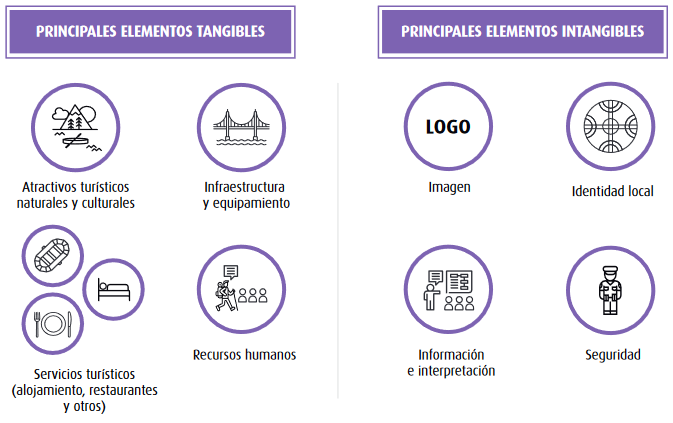 PRINCIPALES ELEMENTOS TANGIBLES
Atractivos turísticos
naturales y culturales
Infraestructura
y equipamiento
Servicios turísticos
(alojamiento, restaurantes
y otros)
Recursos humanos
PRINCIPALES ELEMENTOS INTANGIBLES
LOGO
Imagen
Identidad local
Información
e interpretación
Seguridad